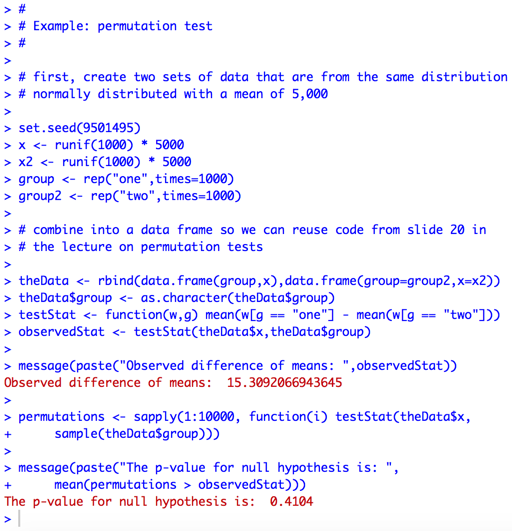 > #
> # Example: permutation test
> #
>
> # first, create two sets of data that are from the same distribution
> # normally distributed with a mean of 5,000
>
> set.seed(9501495)
> x <- runif(1000) * 5000
> x2 <- runif(1000) * 5000
> group <- rep("one",times=1000)
> group2 <- rep("two",times=1000)
>
> # combine into a data frame so we can reuse code from slide 20 in
> # the lecture on permutation tests
>
> theData <- rbind(data.frame(group,x),data.frame(group=group2,x=x2))
> theData$group <- as.character(theData$group)
> testStat <- function(w,g) mean(w[g == "one"] - mean(w[g == "two"]))
> observedStat <- testStat(theData$x,theData$group)
>
> message(paste("Observed difference of means: ",observedStat))
Observed difference of means:  15.3092066943645
>
> permutations <- sapply(1:10000, function(i) testStat(theData$x,
+      sample(theData$group)))
>
> message(paste("The p-value for null hypothesis is: ",
+      mean(permutations > observedStat)))
The p-value for null hypothesis is:  0.4104
>